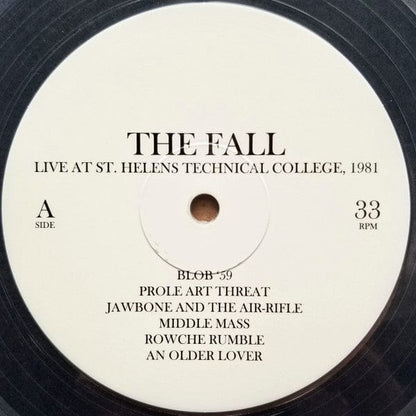 THE FALL
LIVE AT ST. HELENS TECHNICAL COLLEGE, 1981
A 33
SIDE RPM
BLOB '59
PROLE ART THREAT
JAWBONE AND THE AIR-RIFLE
MIDDLE MASS
ROWCHE RUMBLE
AN OLDER LOVER